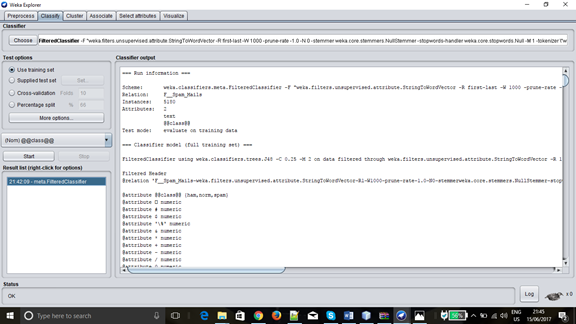 Weka Explorer
Preprocess Classify Cluster Associate Select attributes Visualize
Classifier
Choose FilteredClassifier -F "weka.filters.unsupervised.attribute.StringToWordVector -R first-last -W 1000 -prune-rate -1.0 -N 0 -stemmer weka.core.stemmers.NullStemmer -stopwords-handler weka.core.stopwords.Null -M 1 -tokenizer
Test options
Use training set
Supplied test set Set...
Cross-validation Folds 10
Percentage split % 66
More options...
(Nom) @@class@@
Start Stop
Result list (right-click for options)
21:42:09 - meta.FilteredClassifier
Classifier output
=== Run information ===
Scheme: weka.classifiers.meta.FilteredClassifier -F "weka.filters.unsupervised.attribute.StringToWordVector -R first-last -W 1000 -prune-rate
Relation: F__Spam_Mails
Instances: 5180
Attributes: 2
text
@@class@@
Test mode: evaluate on training data
=== Classifier model (full training set) ===
FilteredClassifier using weka.classifiers.trees.J48 -C 0.25 -M 2 on data filtered through weka.filters.unsupervised.attribute.StringToWordVector -R
Filtered Header
@relation 'F__Spam_Mails-weka.filters.unsupervised.attribute.StringToWordVector-R1-W1000-prune-rate-1.0-N0-stemmerweka.core.stemmers.NullStemmer-stop
@attribute @@class@@ {ham,norm,spam}
@attribute numeric
@attribute # numeric
@attribute $ numeric
@attribute '\%' numeric
@attribute & numeric
@attribute * numeric
@attribute + numeric
@attribute - numeric
@attribute / numeric
@attribute 0 numeric
Status
OK
Log
x 0
Type here to search
96%
ENG
US
21:45
15/06/2017